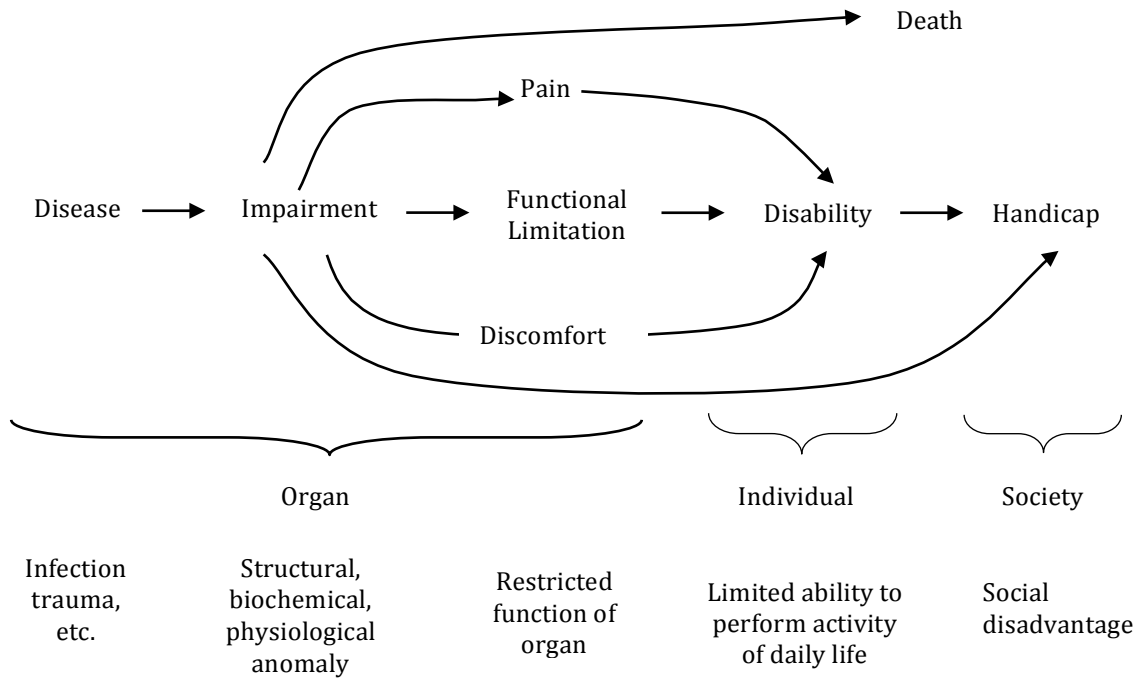 Death
Pain
Disease
Impairment
Functional
Limitation
Disability
Handicap
Discomfort
Organ
Individual
Society
Infection
trauma,
etc.
Structural,
biochemical,
physiological
anomaly
Restricted
function of
organ
Limited ability to
perform activity
of daily life
Social
disadvantage